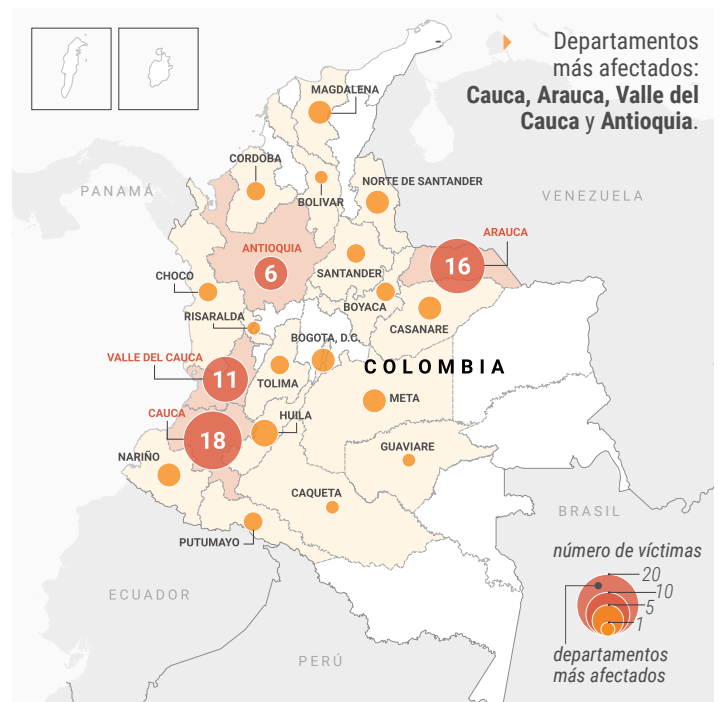 Departamentos
más afectados:
Cauca, Arauca, Valle del
Cauca y Antioquia.
MAGDALENA
CORDOBA
BOLIVAR
NORTE DE SANTANDER
PANAMÁ
VENEZUELA
ARAUCA
16
ANTIOQUIA
6
SANTANDER
CHOCO
BOYACA
RISARALDA
CASANARE
BOGOTA, D.C.
VALLE DEL CAUCA
11
TOLIMA
COLOMBIA
META
CAUCA
18
HUILA
NARIÑO
GUAVIARE
CAQUETA
PUTUMAYO
BRASIL
ECUADOR
PERÚ
número de víctimas
20
10
5
1
departamentos
más afectados